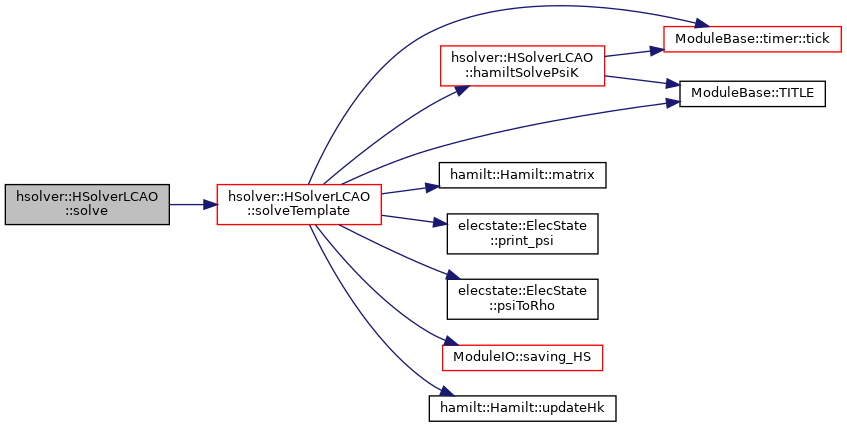 hsolver::HSolverLCAO
::solve
hsolver::HSolverLCAO
::solveTemplate
hsolver::HSolverLCAO
::hamiltSolvePsiK
ModuleBase::timer::tick
ModuleBase::TITLE
hamilt::Hamilt::matrix
elecstate::ElecState
::print_psi
elecstate::ElecState
::psiToRho
ModuleIO::saving_HS
hamilt::Hamilt::updateHk